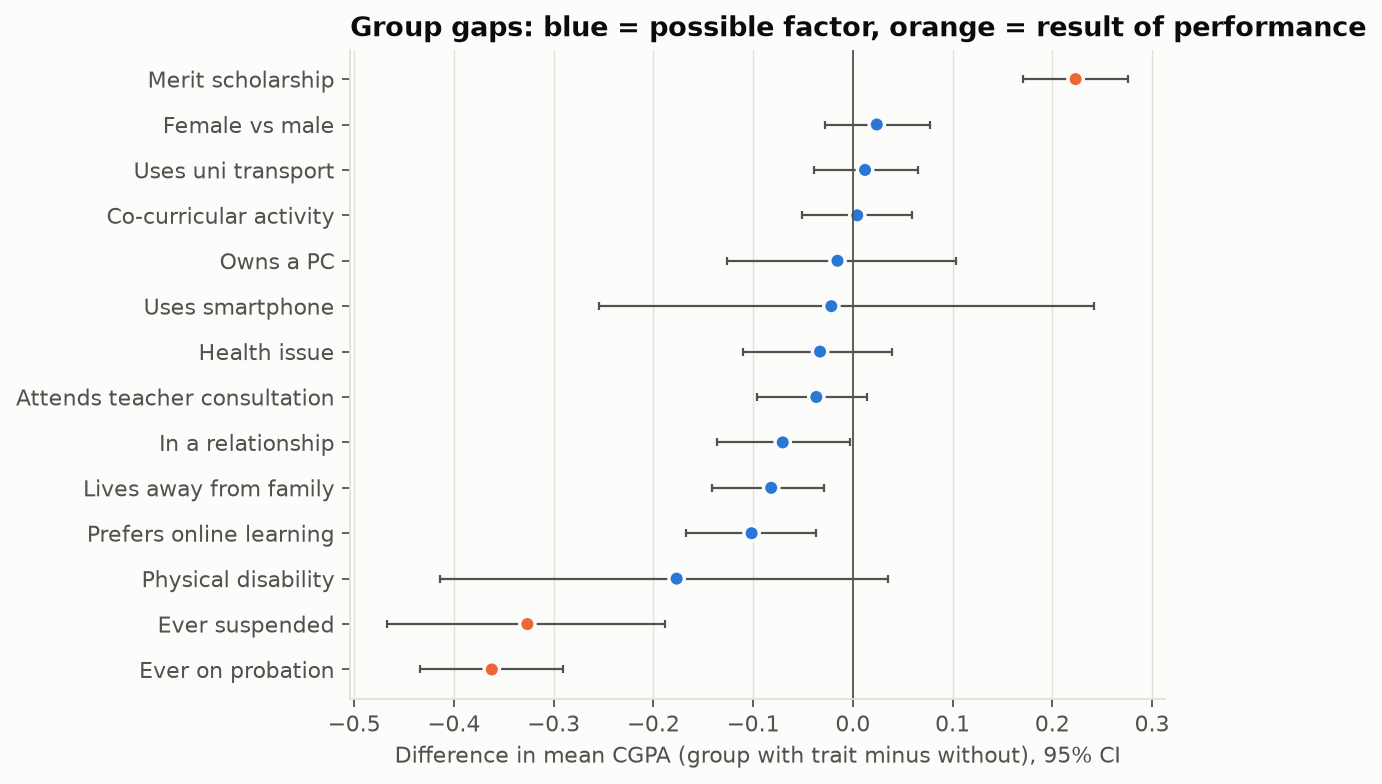 Group gaps: blue = possible factor, orange = result of performance
Merit scholarship
Female vs male
Uses uni transport
Co-curricular activity
Owns a PC
Uses smartphone
Health issue
Attends teacher consultation
In a relationship
Lives away from family
Prefers online learning
Physical disability
Ever suspended
Ever on probation
−0.5 −0.4 −0.3 −0.2 −0.1 0.0 0.1 0.2 0.3
Difference in mean CGPA (group with trait minus without), 95% CI